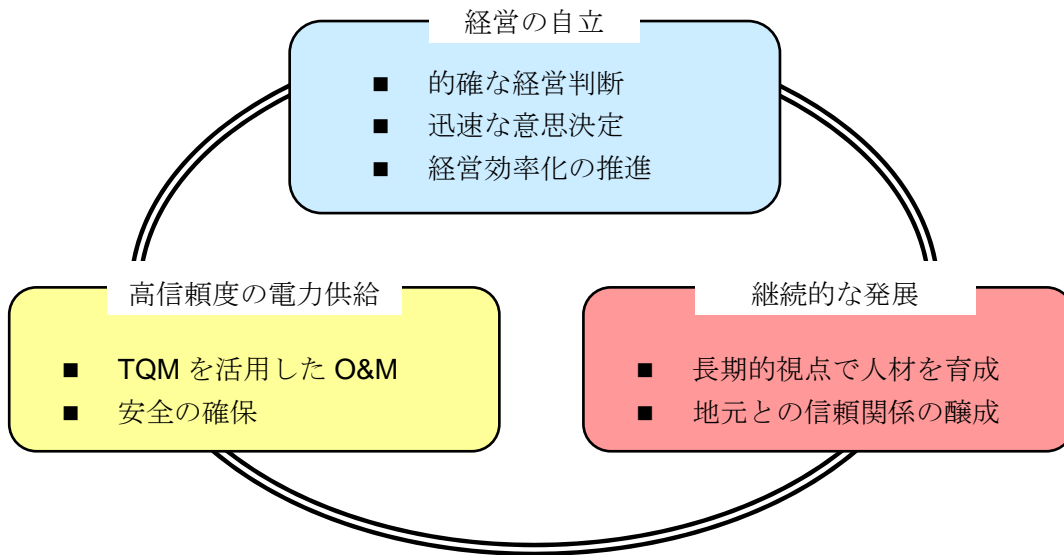 経営の自立
■ 的確な経営判断
■ 迅速な意思決定
■ 経営効率化の推進
高信頼度の電力供給
■ TQM を活用した O&M
■ 安全の確保
継続的な発展
■ 長期的視点で人材を育成
■ 地元との信頼関係の醸成